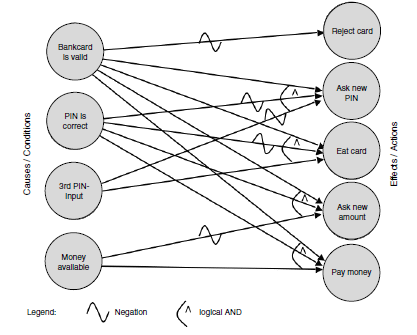 Bankcard
is valid
PIN is
correct
3rd PIN-
input
Money
available
Reject card
Ask new
PIN
Eat card
Ask new
amount
Pay money
Causes / Conditions
Effects / Actions
^
^
^
^
Legend:
Negation
^
logical AND